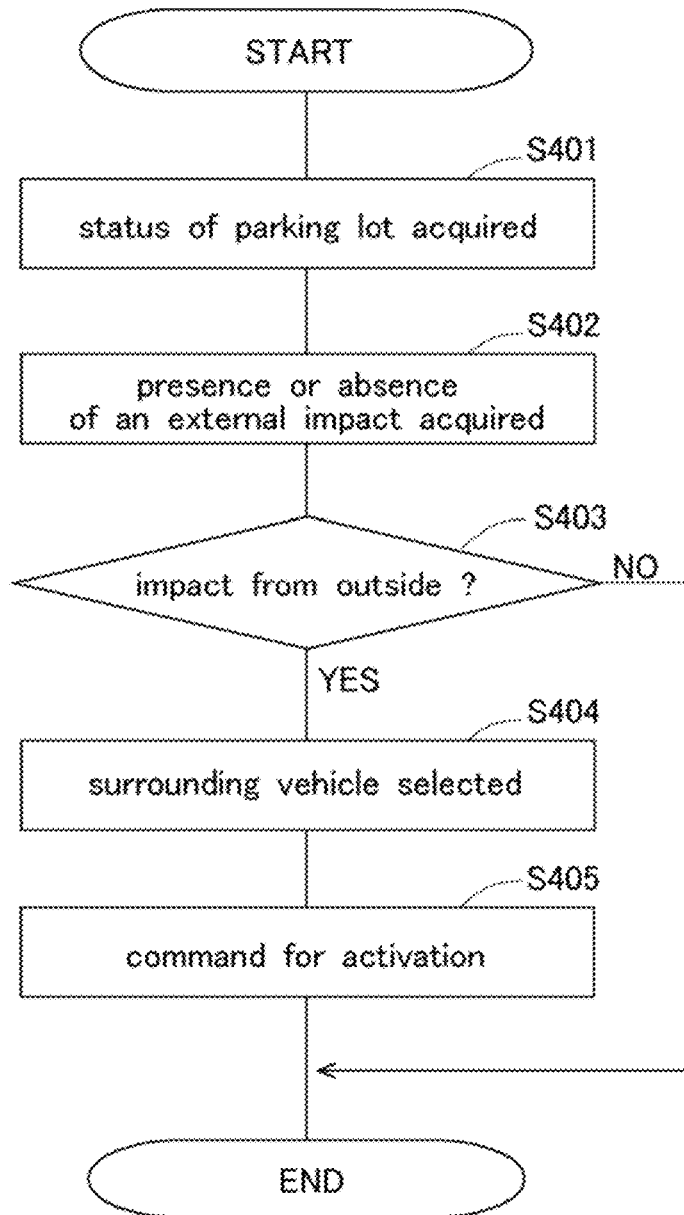 START
S401
status of parking lot acquired
S402
presence or absence
of an external impact acquired
S403
impact from outside ?
NO
YES
S404
surrounding vehicle selected
S405
command for activation
END